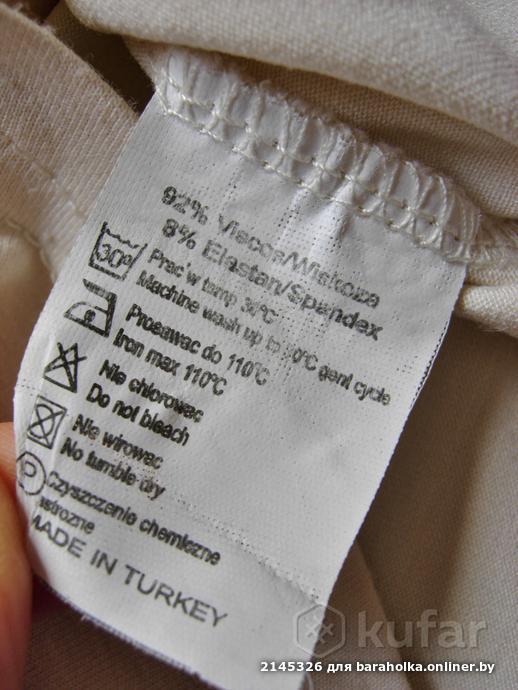 92% Viscos/Wiskoza
8% Elastan/Spandex
30°
Prac w temp 30°C
Machine wash up to 30°C gent cycle
Prosawac do 110°C
Iron max 110°C
Nie chlorowac
Do not bleach
Nie wirowac
No tumble dry
P
Czyszczenie chemiczne
ostrozne
MADE IN TURKEY
kufar
2145326 для baraholka.onliner.by